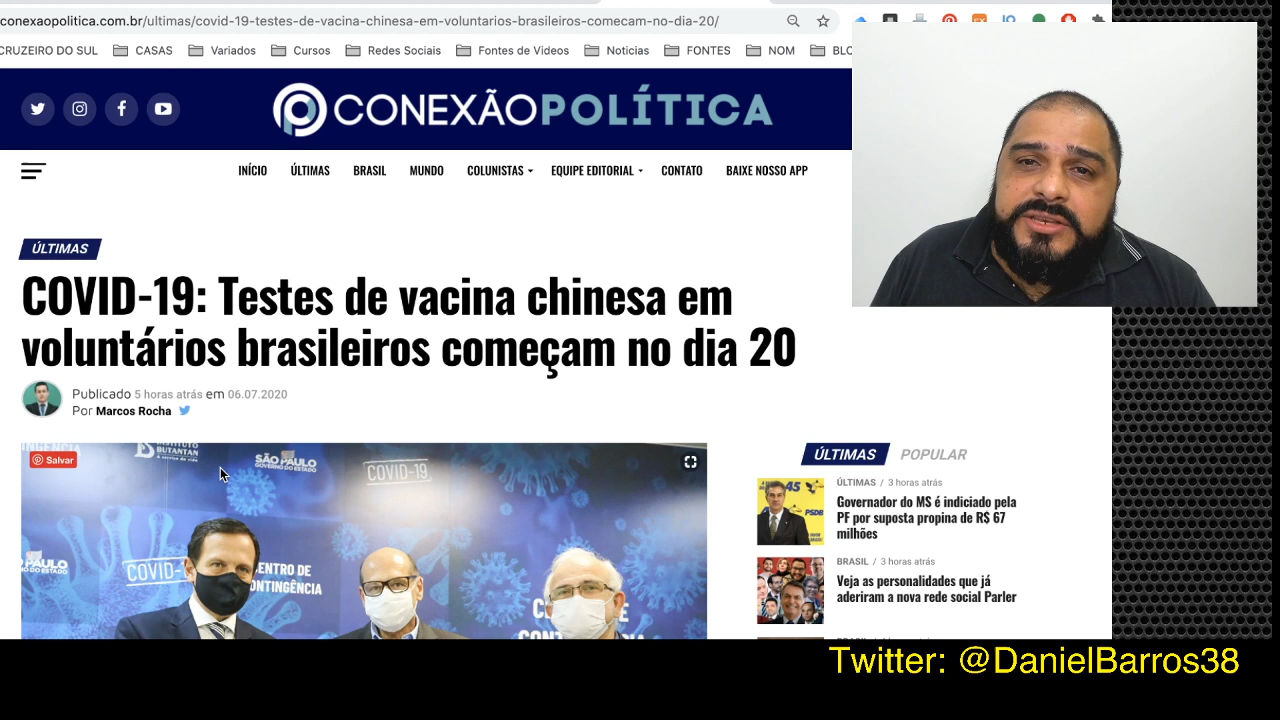 conexaopolitica.com.br/ultimas/covid-19-testes-de-vacina-chinesa-em-voluntarios-brasileiros-comecam-no-dia-20/
CRUZEIRO DO SUL CASAS Variados Cursos Redes Sociais Fontes de Videos Noticias FONTES NOM BLO
CONEXÃOPOLÍTICA
INÍCIO ÚLTIMAS BRASIL MUNDO COLUNISTAS EQUIPE EDITORIAL CONTATO BAIXE NOSSO APP
ÚLTIMAS
COVID-19: Testes de vacina chinesa em
voluntários brasileiros começam no dia 20
Publicado 5 horas atrás em 06.07.2020
Por Marcos Rocha
Salvar
INSTITUTO
BUTANTAN
SÃO PAULO
GOVERNO DO ESTADO
COVID-19
SÃO PAULO
COVID-
CENTRO DE
CONTINGÊNCIA
ÚLTIMAS POPULAR
45
PSDB
ÚLTIMAS / 3 horas atrás
Governador do MS é indiciado pela
PF por suposta propina de R$ 67
milhões
BRASIL / 3 horas atrás
Veja as personalidades que já
aderiram a nova rede social Parler
Twitter: @DanielBarros38